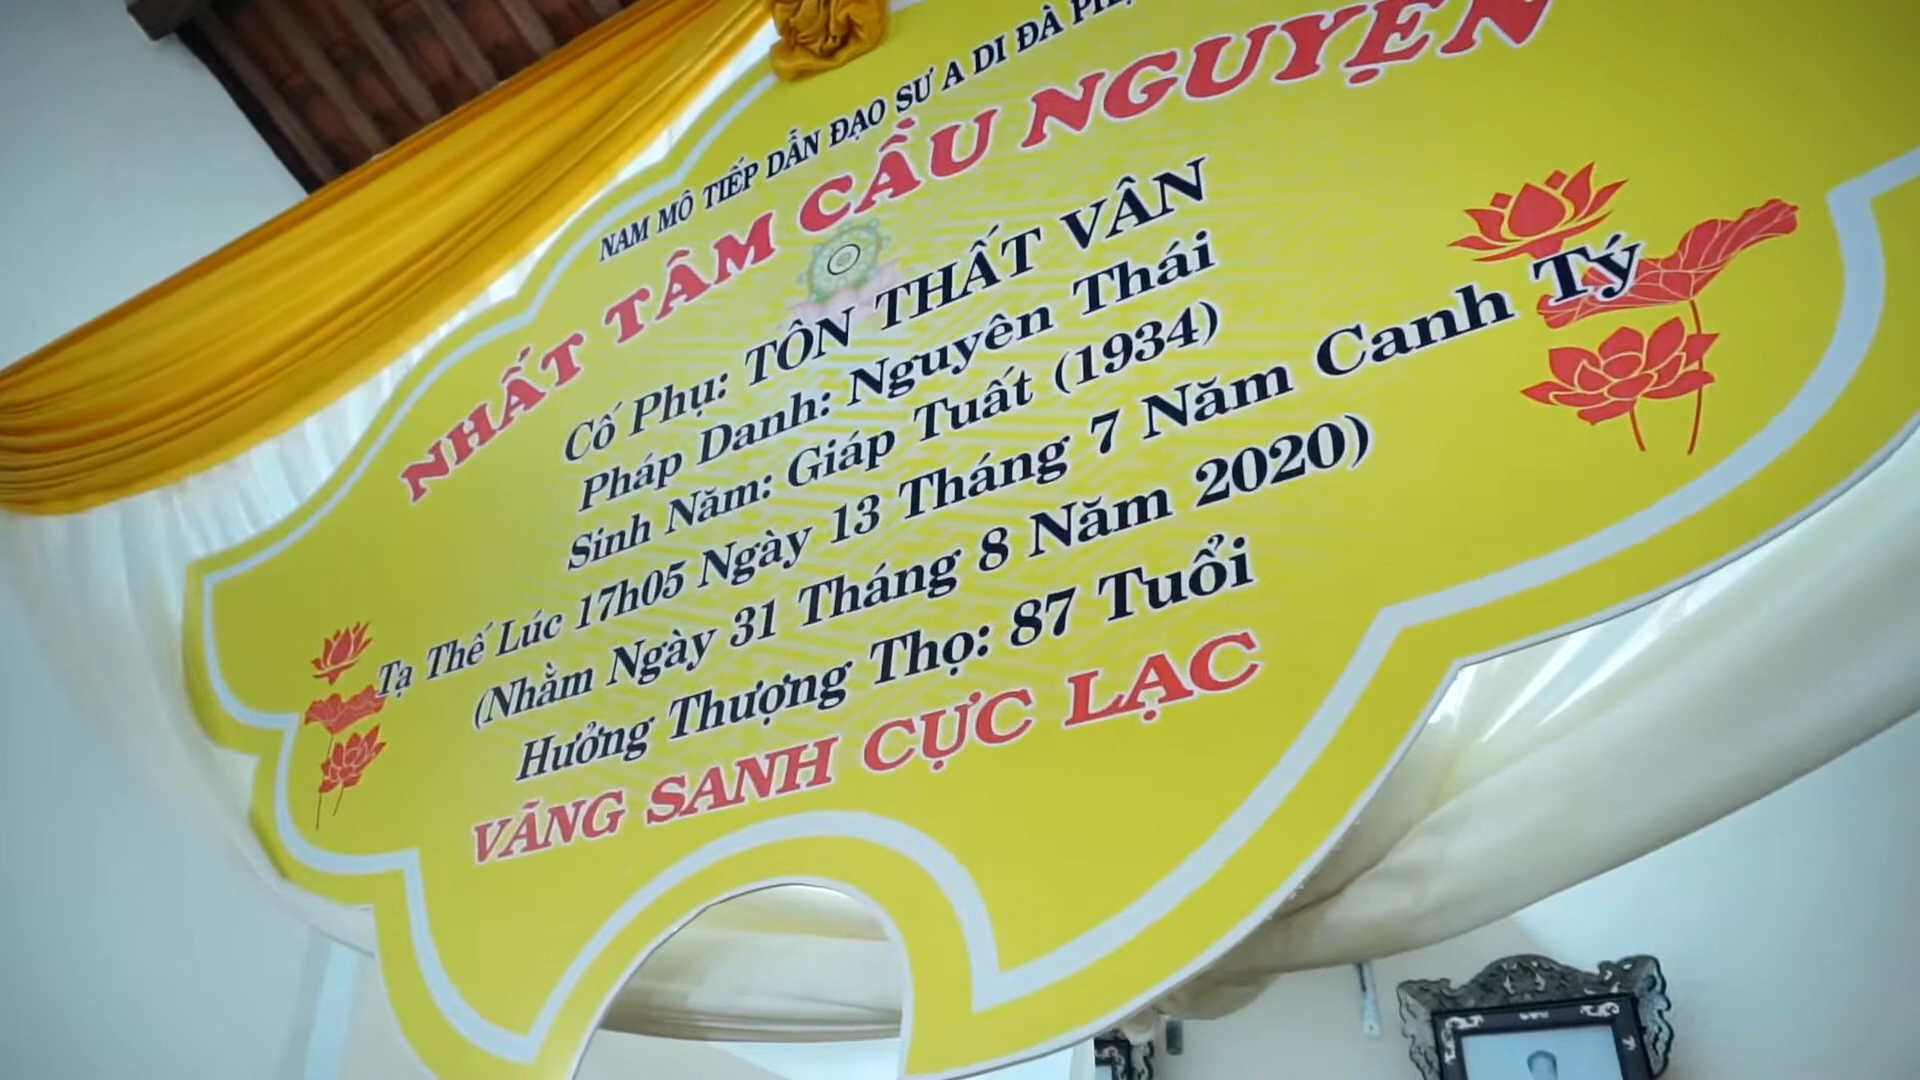 NAM MÔ TIẾP DẪN ĐẠO SƯ A DI ĐÀ
NHẤT TÂM CẦU NGUYỆN
Cố Phụ: TÔN THẤT VÂN
Pháp Danh: Nguyên Thái
Sinh Năm: Giáp Tuất (1934)
Tạ Thế Lúc 17h05 Ngày 13 Tháng 7 Năm Canh Tý
(Nhằm Ngày 31 Tháng 8 Năm 2020)
Hưởng Thượng Thọ: 87 Tuổi
VÃNG SANH CỰC LẠC